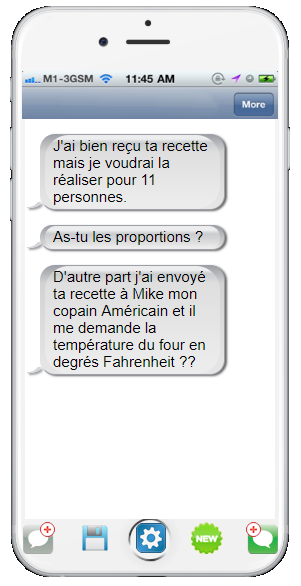 M1-3GSM 11:45 AM
More
J'ai bien reçu ta recette
mais je voudrai la
réaliser pour 11
personnes.
As-tu les proportions ?
D'autre part j'ai envoyé
ta recette à Mike mon
copain Américain et il
me demande la
température du four en
degrés Fahrenheit ??
NEW